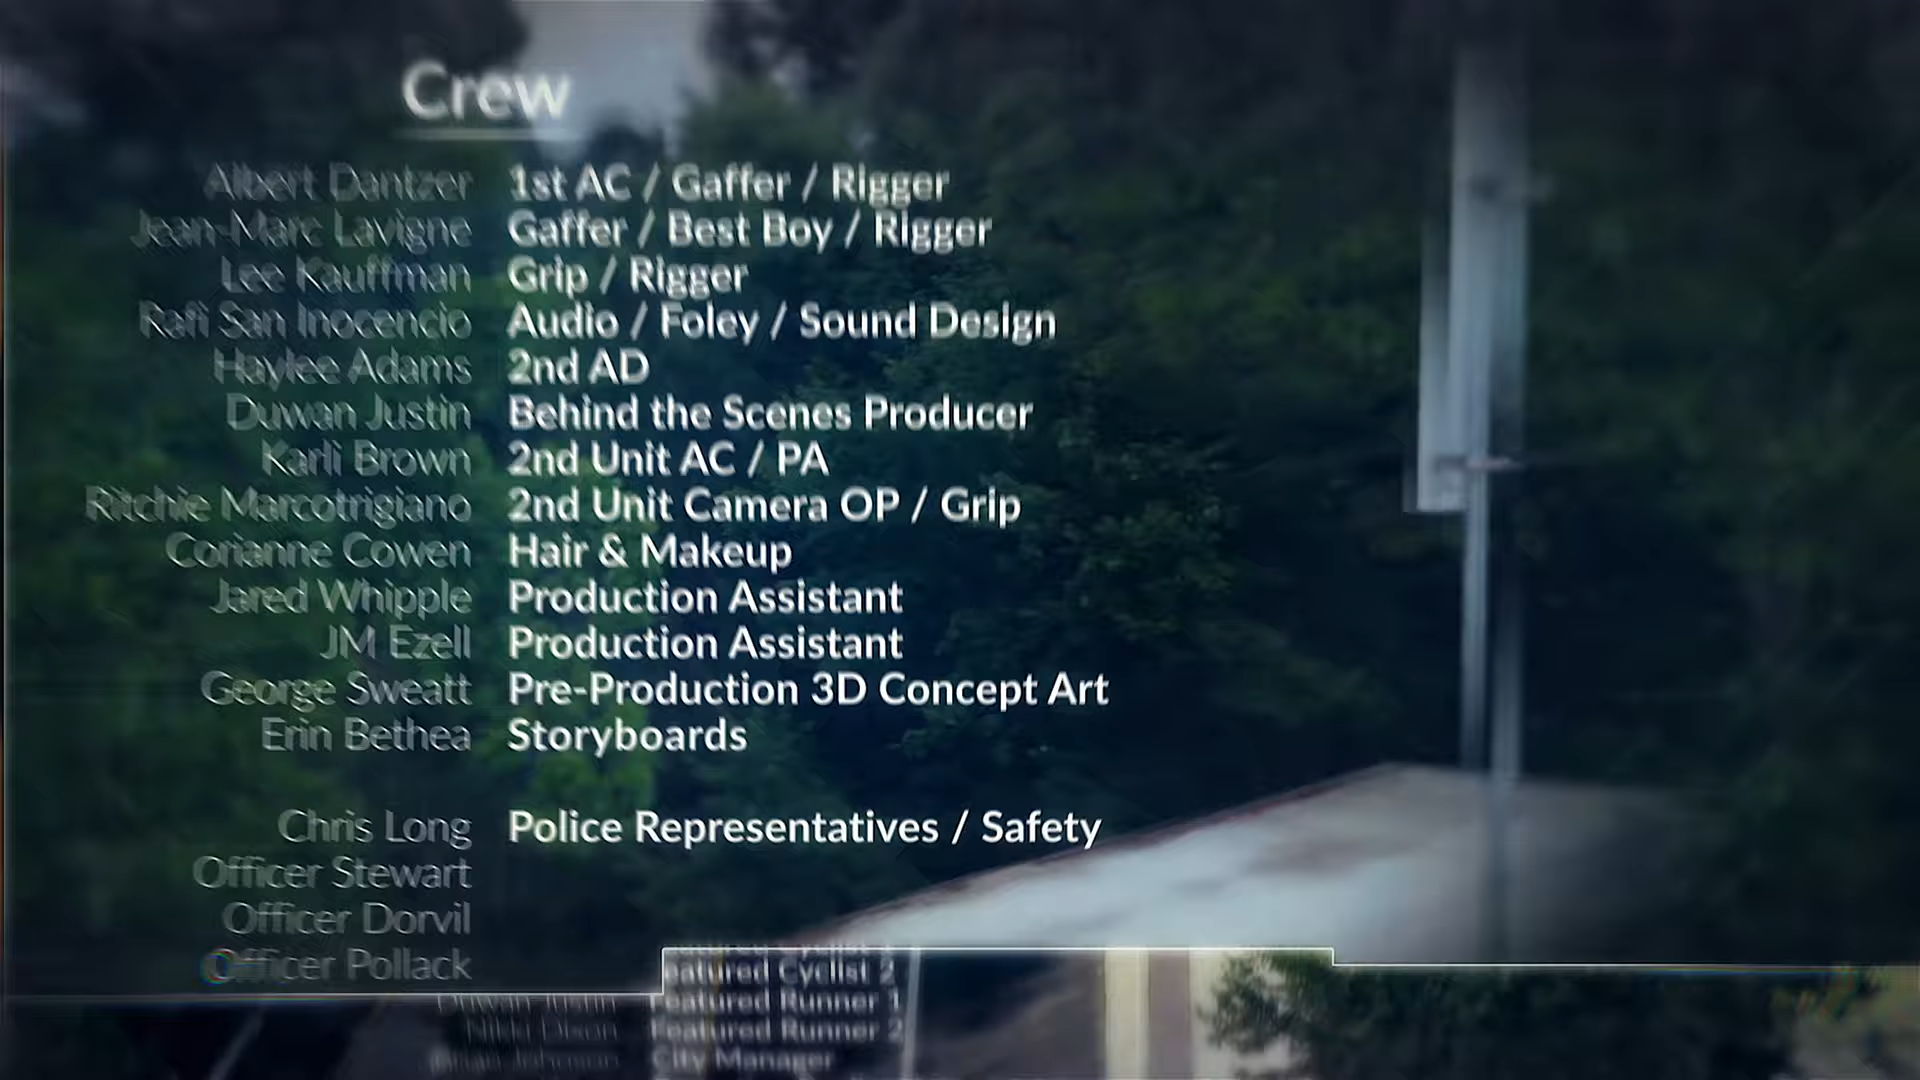 Crew
Albert Dantzer 1st AC / Gaffer / Rigger
Jean-Marc Lavigne Gaffer / Best Boy / Rigger
Lee Kauffman Grip / Rigger
Rafi San Inocencio Audio / Foley / Sound Design
Haylee Adams 2nd AD
Duwan Justin Behind the Scenes Producer
Karli Brown 2nd Unit AC / PA
Ritchie Marcotrigiano 2nd Unit Camera OP / Grip
Corianne Cowen Hair & Makeup
Jared Whipple Production Assistant
JM Ezell Production Assistant
George Sweatt Pre-Production 3D Concept Art
Erin Bethea Storyboards
Chris Long Police Representatives / Safety
Officer Stewart
Officer Dorvil
Officer Pollack
eatured Cyclist 2
Duwan Justin Featured Runner 1
Nikki Dixon Featured Runner 2
City Manager